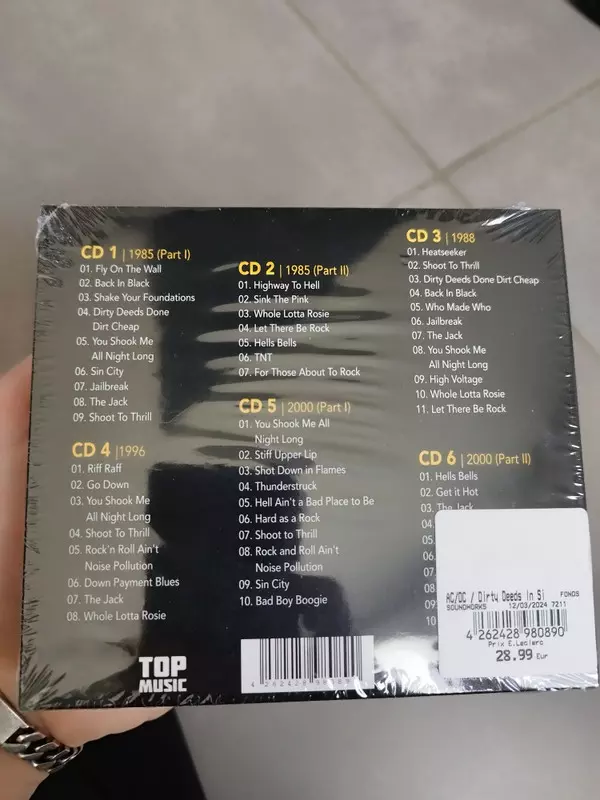 CD 1 | 1985 (Part I)
01. Fly On The Wall
02. Back In Black
03. Shake Your Foundations
04. Dirty Deeds Done
Dirt Cheap
05. You Shook Me
All Night Long
06. Sin City
07. Jailbreak
08. The Jack
09. Shoot To Thrill
CD 2 | 1985 (Part II)
01. Highway To Hell
02. Sink The Pink
03. Whole Lotta Rosie
04. Let There Be Rock
05. Hells Bells
06. TNT
07. For Those About To Rock
CD 3 | 1988
01. Heatseeker
02. Shoot To Thrill
03. Dirty Deeds Done Dirt Cheap
04. Back In Black
05. Who Made Who
06. Jailbreak
07. The Jack
08. You Shook Me
All Night Long
09. High Voltage
10. Whole Lotta Rosie
11. Let There Be Rock
CD 4 |1996
01. Riff Raff
02. Go Down
03. You Shook Me
All Night Long
04. Shoot To Thrill
05. Rock'n Roll Ain't
Noise Pollution
06. Down Payment Blues
07. The Jack
08. Whole Lotta Rosie
CD 5 | 2000 (Part I)
01. You Shook Me All
Night Long
02. Stiff Upper Lip
03. Shot Down in Flames
04. Thunderstruck
05. Hell Ain't a Bad Place to Be
06. Hard as a Rock
07. Shoot to Thrill
08. Rock and Roll Ain't
Noise Pollution
09. Sin City
10. Bad Boy Boogie
CD 6 | 2000 (Part II)
01. Hells Bells
02. Get it Hot
03. The Jack
04.
05.
06.
07.
08.
09.
10
AC/DC / Dirty Deeds In Si FONDS
SOUNDWORKS 12/03/2024 7211
4 262428 980890
Prix E.Leclerc
28.99 Eur
TOP
MUSIC